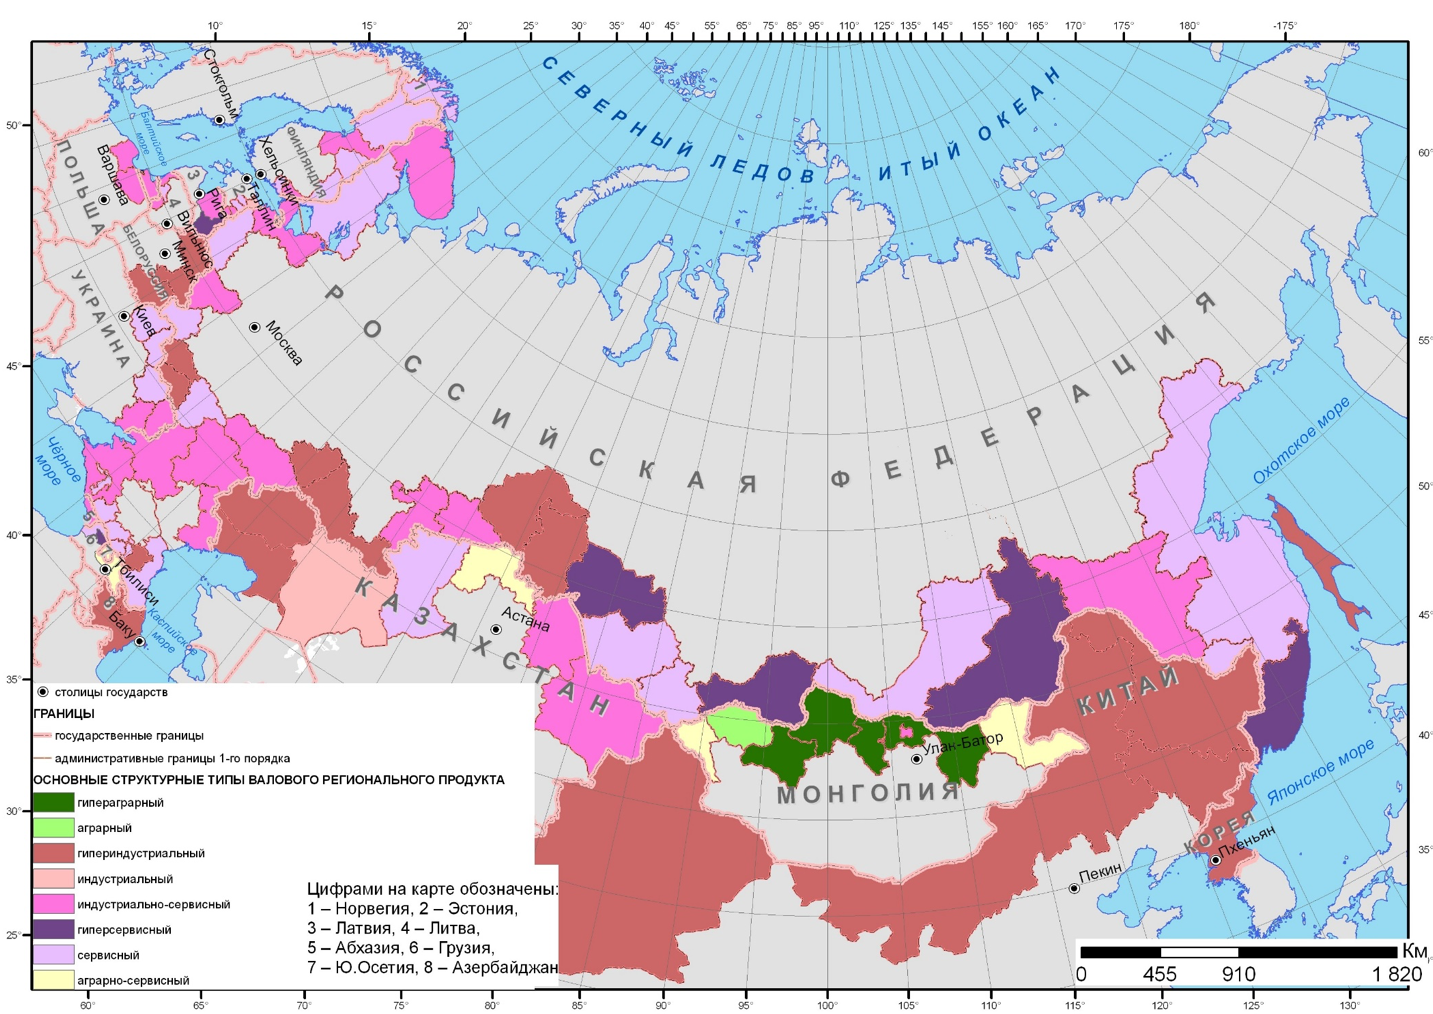 10° 15° 20° 25° 30° 35° 40° 45° 55° 65° 75° 85° 95° 110° 125° 135° 145° 155° 160° 165° 170° 175° 180° -175°
СЕВЕРНЫЙ ЛЕДОВ ИТЫЙ ОКЕАН
50°
45°
40°
35°
30°
25°
60°
55°
50°
45°
40°
35°
Стокгольм
Балтийское
море
ФИНЛЯНДИЯ
Хельсинки
Таллин
Рига
Варшава
ПОЛЬША
Вильнюс
Минск
БЕЛОРУССИЯ
УКРАИНА
Киев
Москва
1
2
3
4
5
6
7
8
РОССИЙСКАЯ ФЕДЕРАЦИЯ
Охотское море
Чёрное
море
Тбилиси
Баку
Каспийское
море
КАЗАХСТАН
Астана
КИТАЙ
Улан-Батор
МОНГОЛИЯ
Японское море
КОРЕЯ
Пхеньян
Пекин
столицы государств
ГРАНИЦЫ
государственные границы
административные границы 1-го порядка
ОСНОВНЫЕ СТРУКТУРНЫЕ ТИПЫ ВАЛОВОГО РЕГИОНАЛЬНОГО ПРОДУКТА
гипераграрный
аграрный
гипериндустриальный
индустриальный
индустриально-сервисный
гиперсервисный
сервисный
аграрно-сервисный
Цифрами на карте обозначены:
1 – Норвегия, 2 – Эстония,
3 – Латвия, 4 – Литва,
5 – Абхазия, 6 – Грузия,
7 – Ю.Осетия, 8 – Азербайджан
Км
0 455 910 1 820
60° 65° 70° 75° 80° 85° 90° 95° 100° 105° 110° 115° 120° 125° 130°